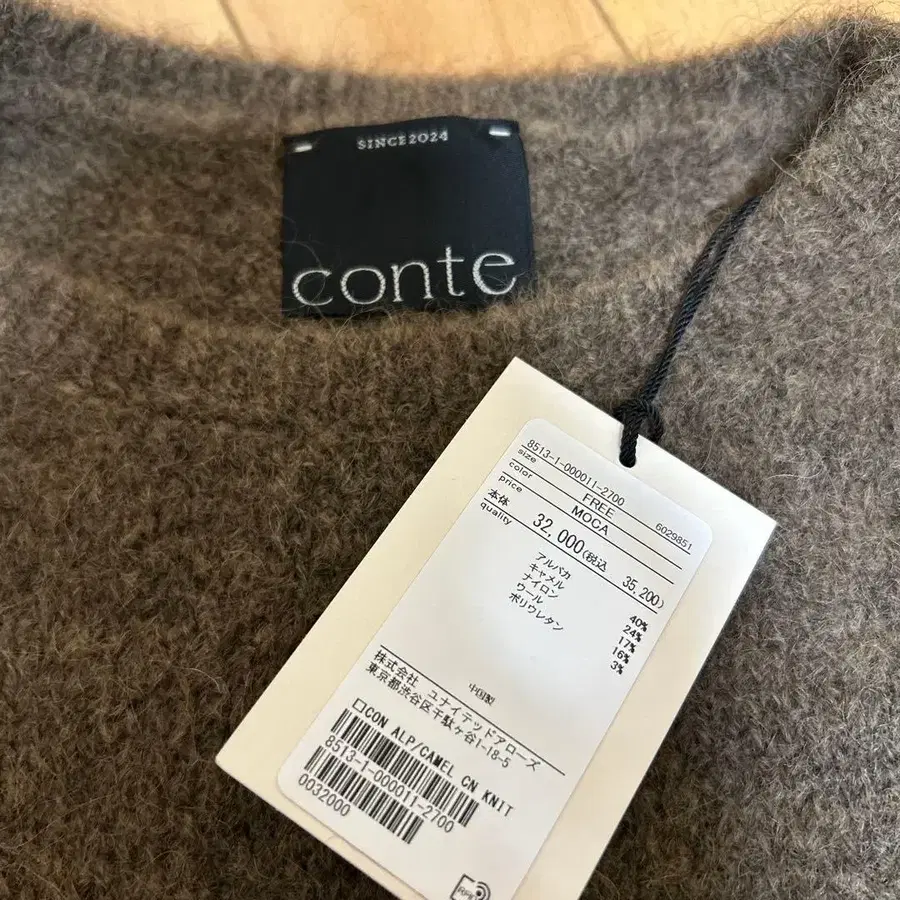 SINCE2024
conte
8513-1-000011-2700
size FREE 6029851
color MOCA
price
本体 32,000(税込 35,200)
quality
アルパカ 40%
キャメル 24%
ナイロン 17%
ウール 16%
ポリウレタン 3%
中国製
株式会社 ユナイテッドアローズ
東京都渋谷区千駄ヶ谷1-18-5
□CON ALP/CAMEL CN KNIT
8513-1-000011-2700
0032000
RFID